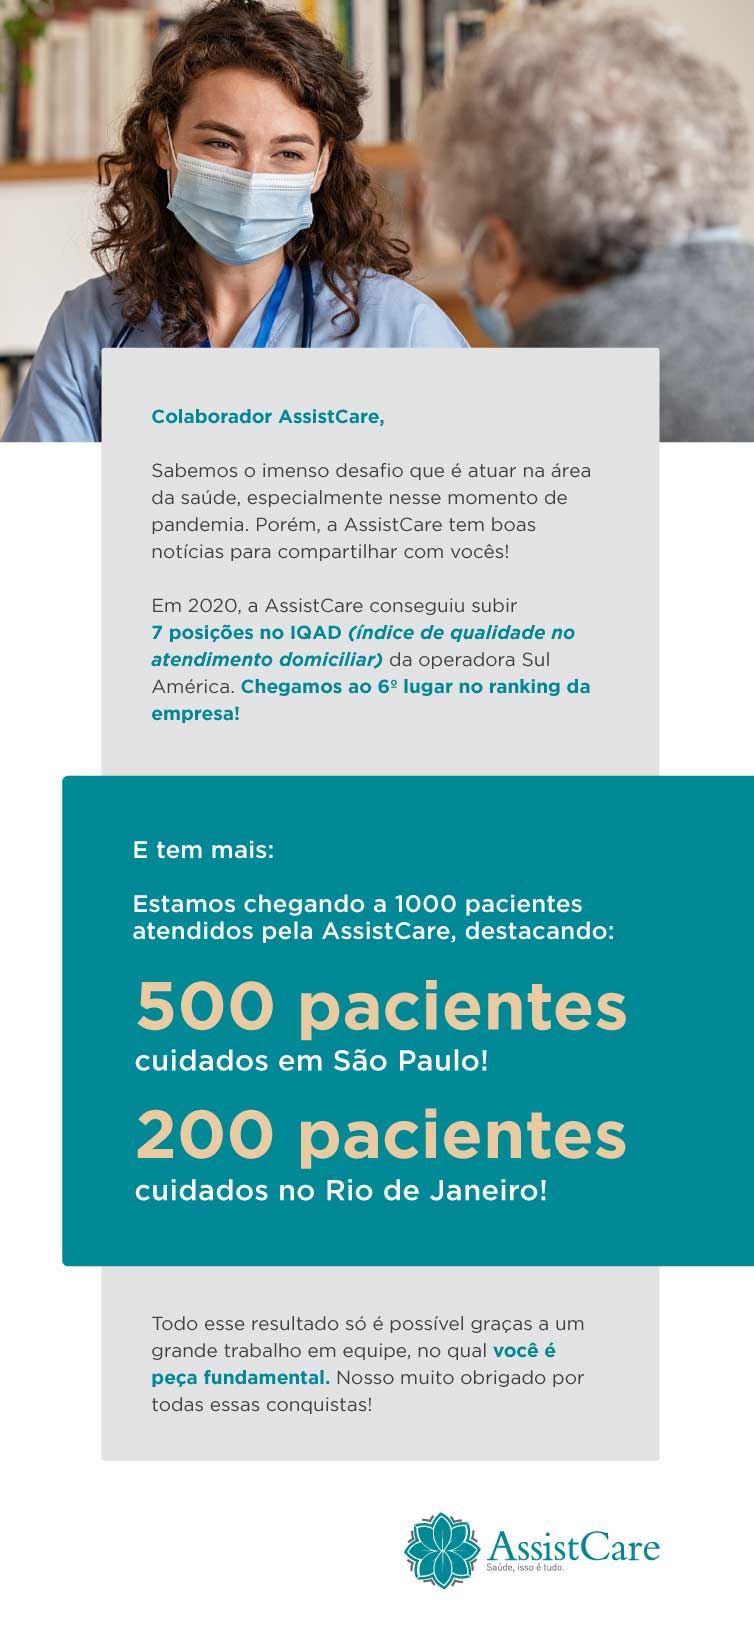 Colaborador AssistCare,
Sabemos o imenso desafio que é atuar na área
da saúde, especialmente nesse momento de
pandemia. Porém, a AssistCare tem boas
notícias para compartilhar com vocês!
Em 2020, a AssistCare conseguiu subir
7 posições no IQAD (índice de qualidade no
atendimento domiciliar) da operadora Sul
América. Chegamos ao 6º lugar no ranking da
empresa!
E tem mais:
Estamos chegando a 1000 pacientes
atendidos pela AssistCare, destacando:
500 pacientes
cuidados em São Paulo!
200 pacientes
cuidados no Rio de Janeiro!
Todo esse resultado só é possível graças a um
grande trabalho em equipe, no qual você é
peça fundamental. Nosso muito obrigado por
todas essas conquistas!
AssistCare
Saúde, isso é tudo.